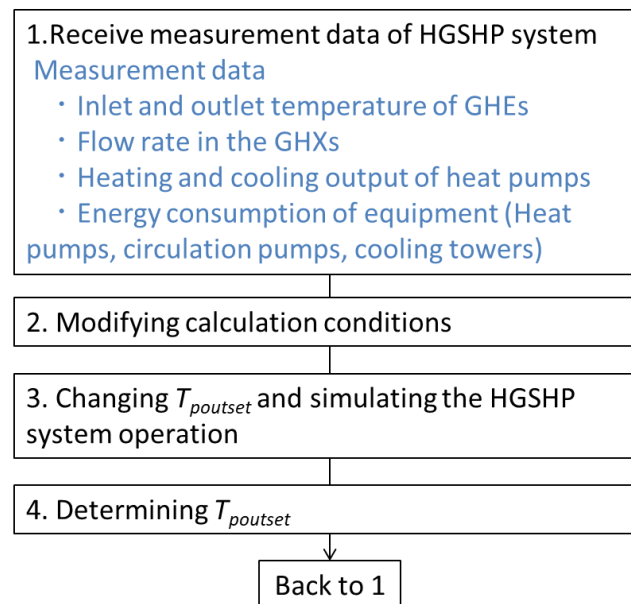 1.Receive measurement data of HGSHP system
Measurement data
・Inlet and outlet temperature of GHEs
・Flow rate in the GHXs
・Heating and cooling output of heat pumps
・Energy consumption of equipment (Heat
pumps, circulation pumps, cooling towers)
2. Modifying calculation conditions
3. Changing Tpoutset and simulating the HGSHP
system operation
4. Determining Tpoutset
Back to 1